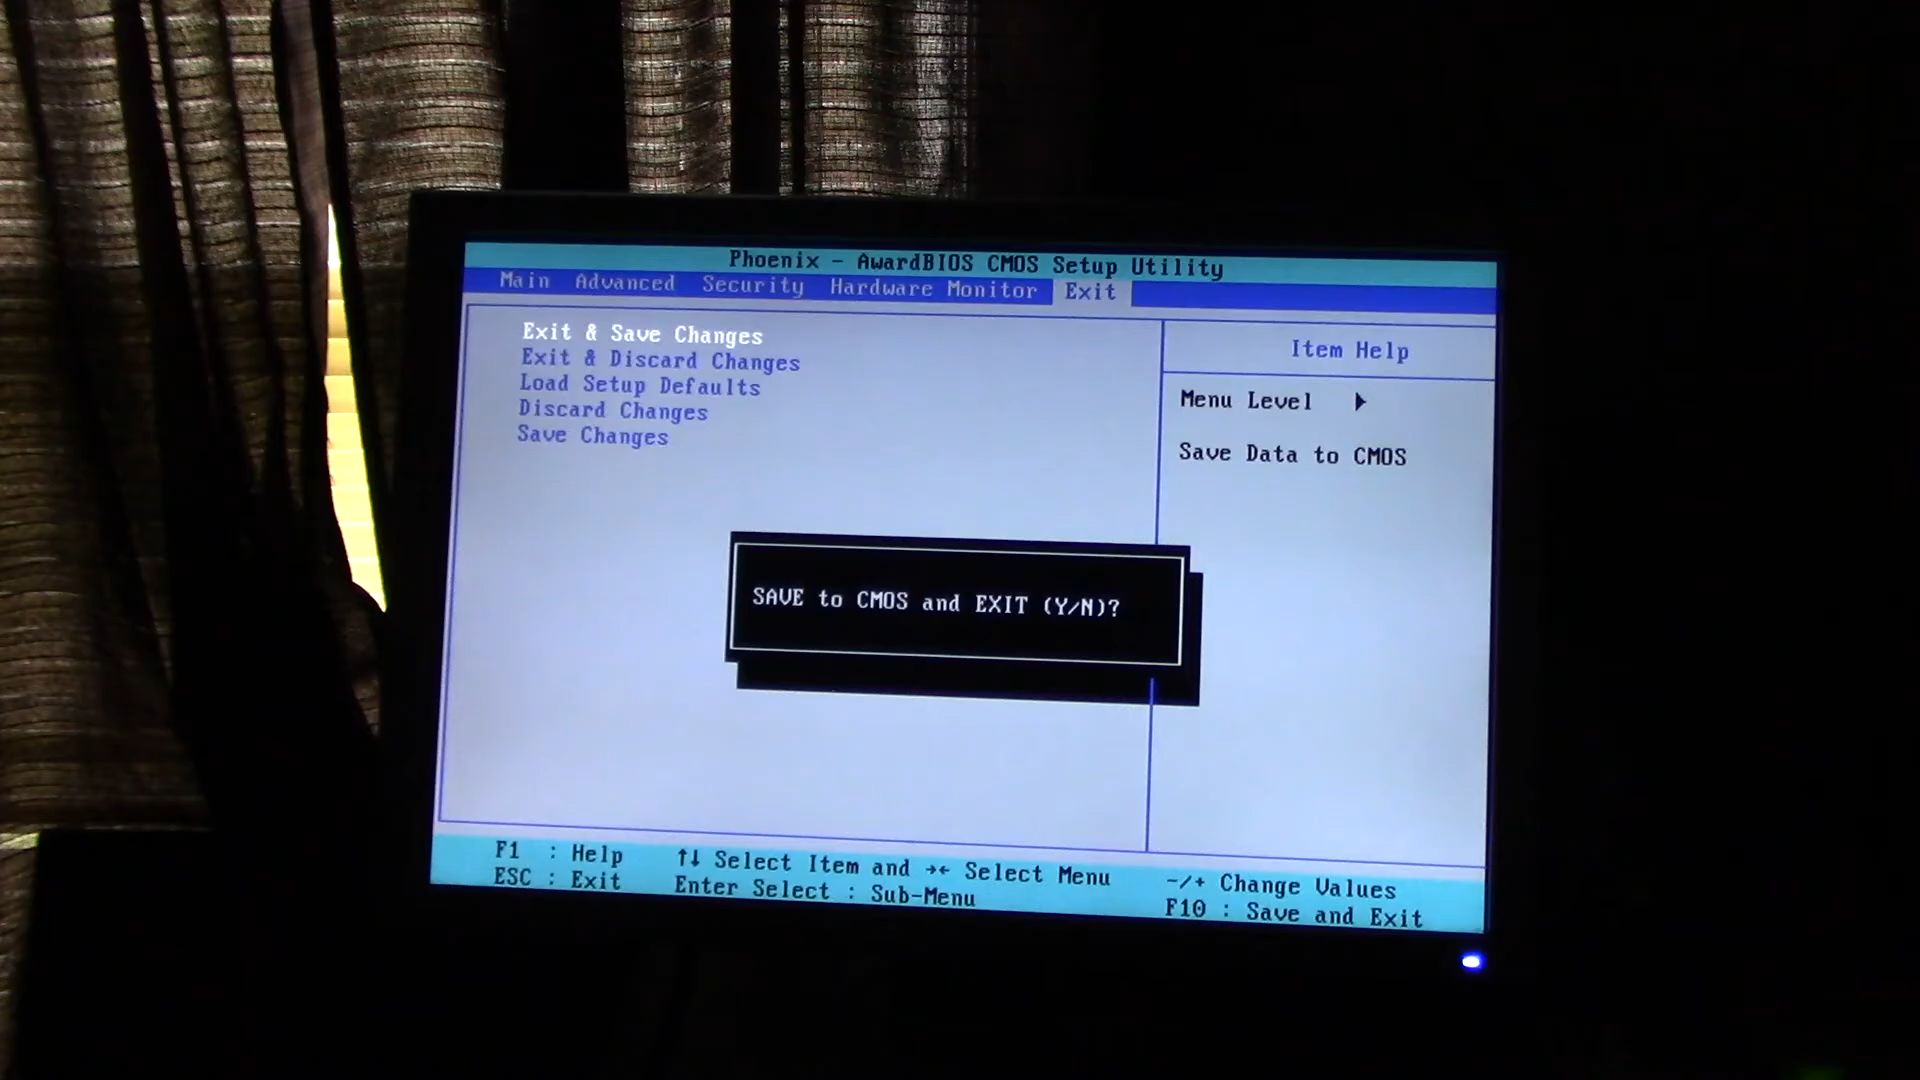 Phoenix - AwardBIOS CMOS Setup Utility
Main Advanced Security Hardware Monitor Exit
Exit & Save Changes
Exit & Discard Changes
Load Setup Defaults
Discard Changes
Save Changes
Item Help
Menu Level ▶
Save Data to CMOS
SAVE to CMOS and EXIT (Y/N)?
F1 : Help ↑↓ Select Item and →← Select Menu -/+ Change Values
ESC : Exit Enter Select : Sub-Menu F10 : Save and Exit